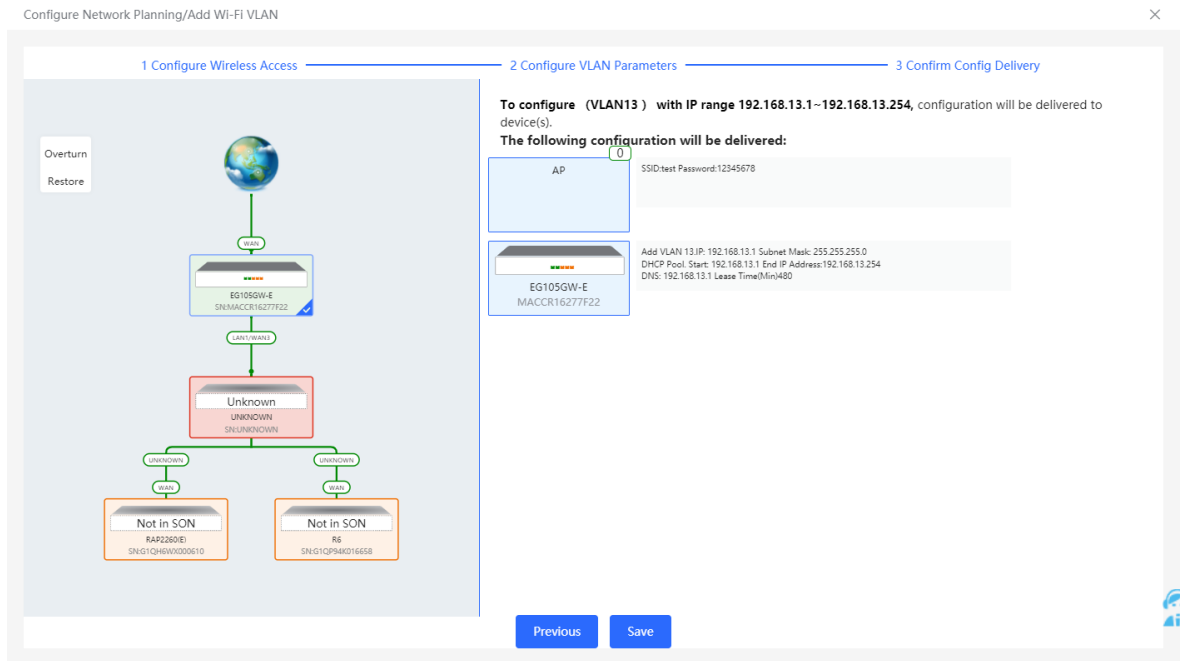 Configure Network Planning/Add Wi-Fi VLAN
1 Configure Wireless Access
2 Configure VLAN Parameters
3 Confirm Config Delivery
Overturn
Restore
WAN
EG105GW-E
SN:MACCR16277F22
LAN1/WAN3
Unknown
UNKNOWN
SN:UNKNOWN
UNKNOWN
UNKNOWN
WAN
WAN
Not in SON
RAP2260(E)
SN:G1QH6WX000610
Not in SON
R6
SN:G1QP94K016658
To configure （VLAN13 ） with IP range 192.168.13.1~192.168.13.254, configuration will be delivered to
device(s).
The following configuration will be delivered:
0
AP
SSID:test Password:12345678
EG105GW-E
MACCR16277F22
Add VLAN 13.IP: 192.168.13.1 Subnet Mask: 255.255.255.0
DHCP Pool. Start: 192.168.13.1 End IP Address:192.168.13.254
DNS: 192.168.13.1 Lease Time(Min)480
Previous
Save